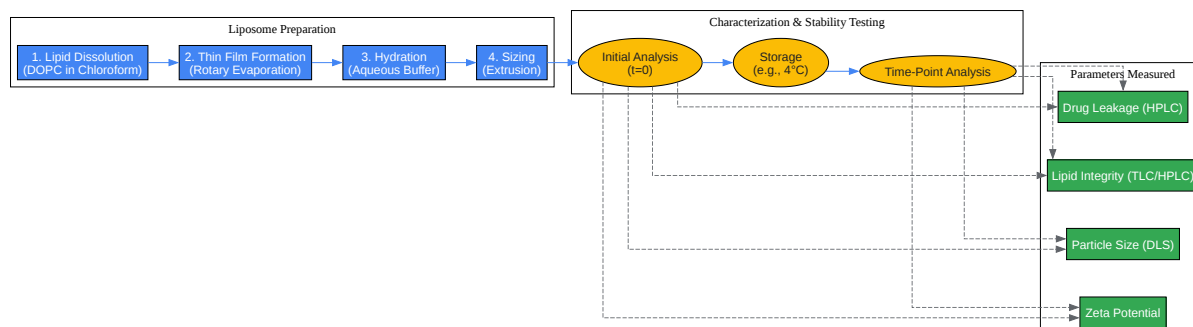 Liposome Preparation
1. Lipid Dissolution
(DOPC in Chloroform)
2. Thin Film Formation
(Rotary Evaporation)
3. Hydration
(Aqueous Buffer)
4. Sizing
(Extrusion)
Characterization & Stability Testing
Initial Analysis
(t=0)
Storage
(e.g., 4°C)
Time-Point Analysis
Parameters Measured
Drug Leakage (HPLC)
Lipid Integrity (TLC/HPLC)
Particle Size (DLS)
Zeta Potential